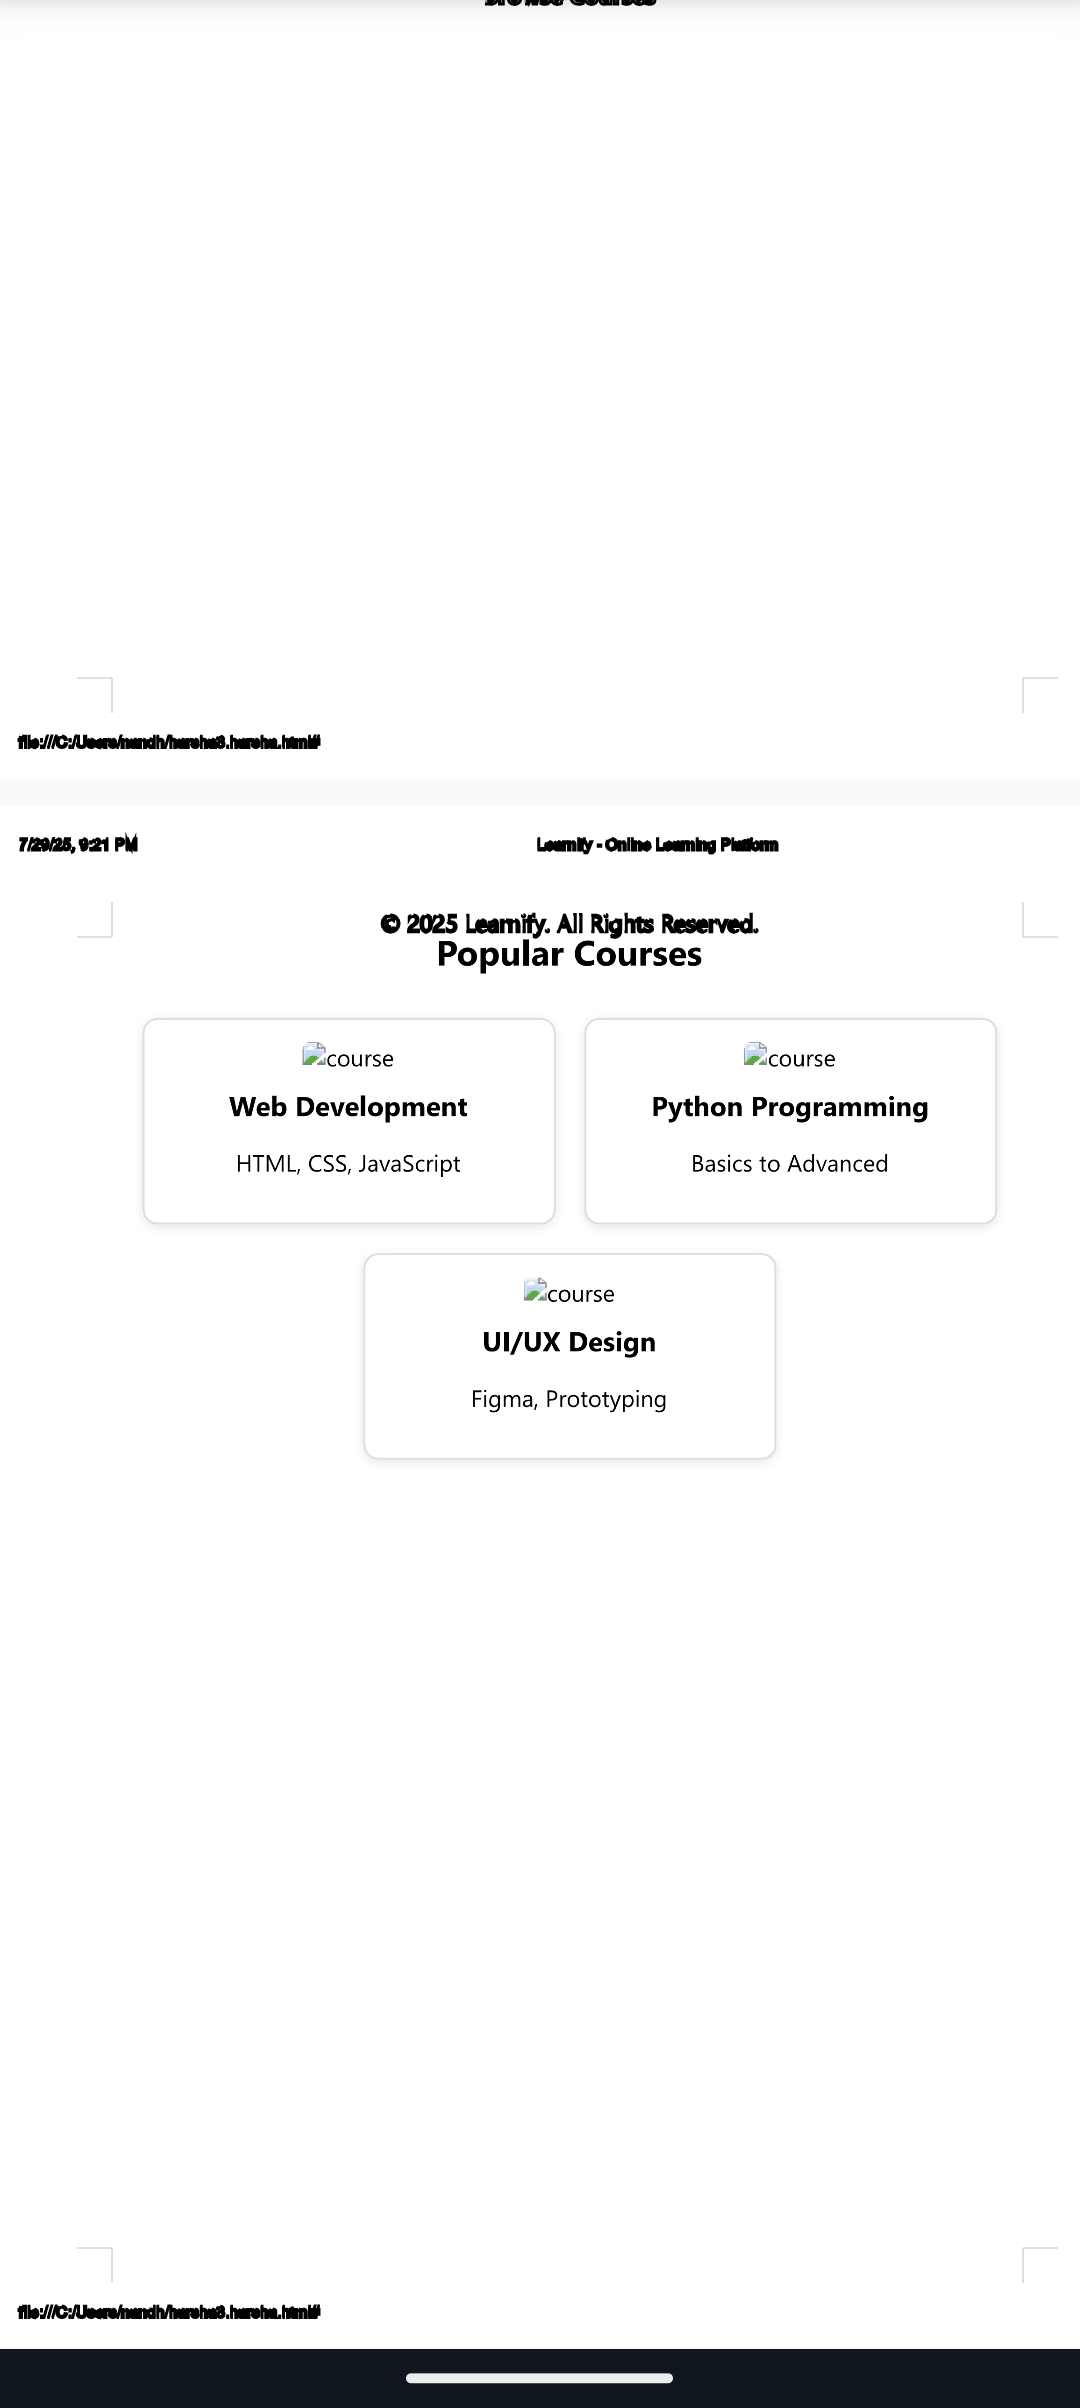 Browse Courses
file:///C:/Users/nandh/harsha3.harsha.html#
7/29/25, 9:21 PM
Learnify - Online Learning Platform
© 2025 Learnify. All Rights Reserved.
Popular Courses
course
course
Web Development
Python Programming
HTML, CSS, JavaScript
Basics to Advanced
course
UI/UX Design
Figma, Prototyping
file:///C:/Users/nandh/harsha3.harsha.html#